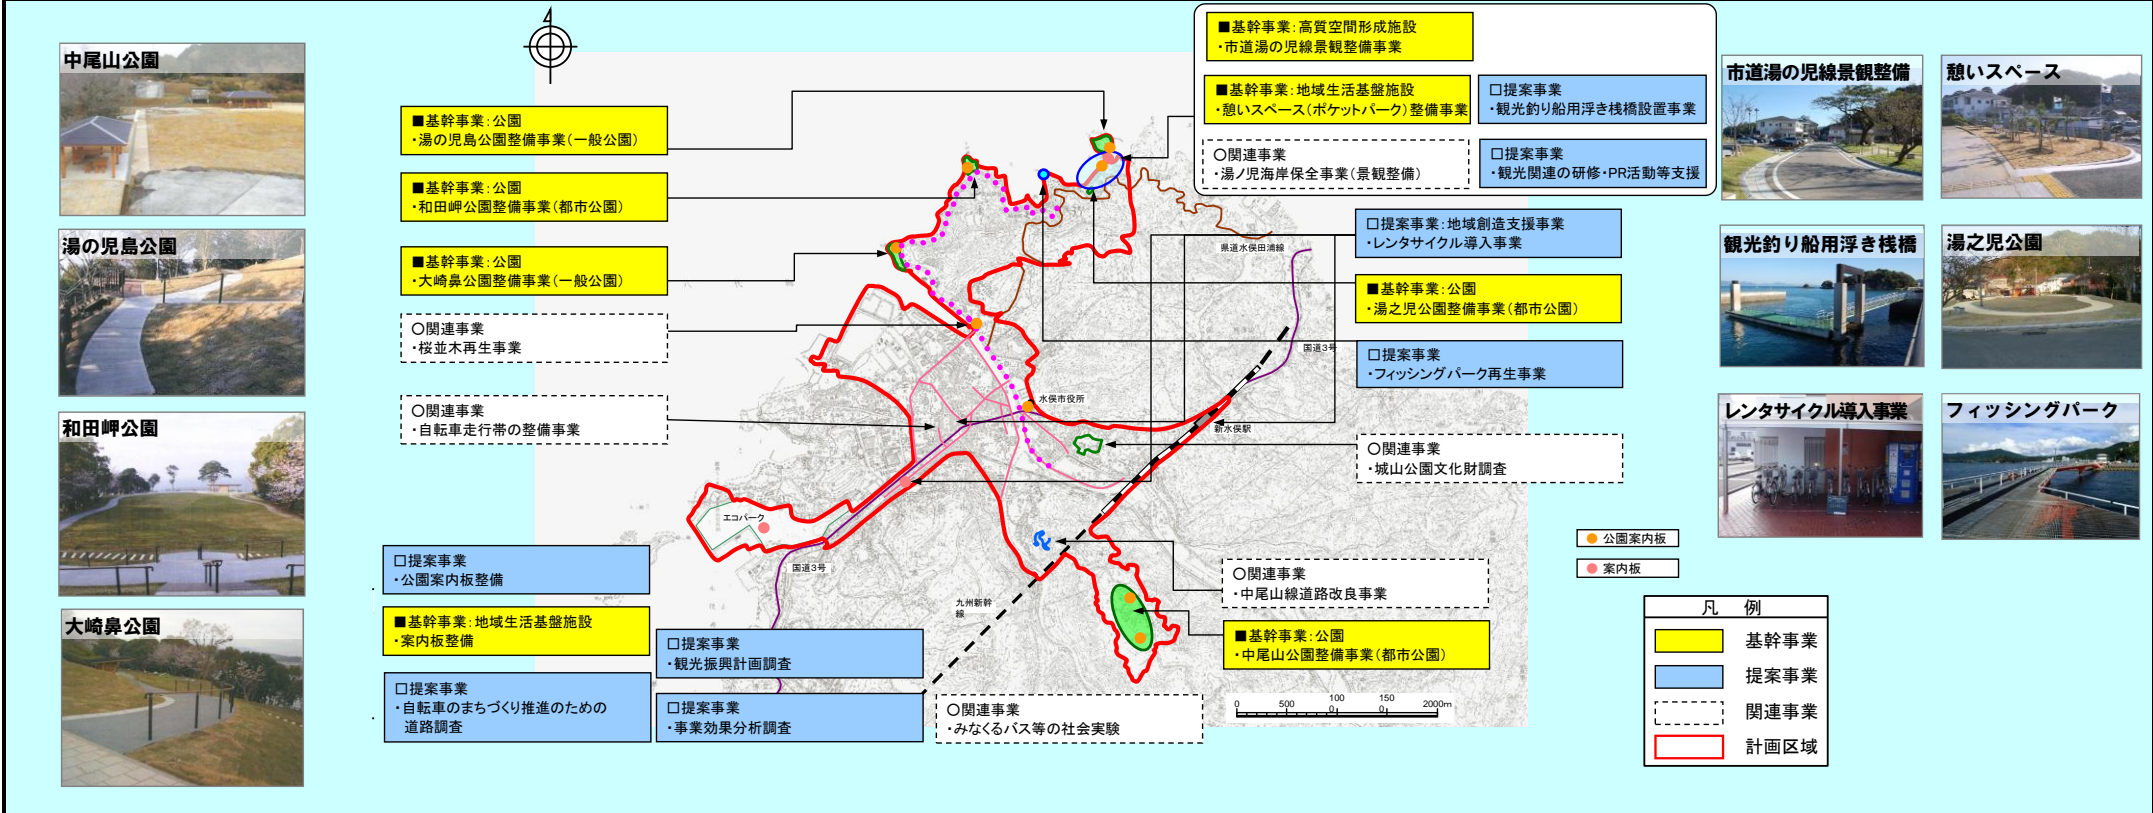 中尾山公園
湯の児島公園
和田岬公園
大崎鼻公園
■基幹事業：公園
・湯の児島公園整備事業（一般公園）
■基幹事業：公園
・和田岬公園整備事業（都市公園）
■基幹事業：公園
・大崎鼻公園整備事業（一般公園）
○関連事業
・桜並木再生事業
○関連事業
・自転車走行帯の整備事業
□提案事業
・公園案内板整備
■基幹事業：地域生活基盤施設
・案内板整備
□提案事業
・自転車のまちづくり推進のための
道路調査
□提案事業
・観光振興計画調査
□提案事業
・事業効果分析調査
○関連事業
・みなくるバス等の社会実験
■基幹事業：高質空間形成施設
・市道湯の児線景観整備事業
■基幹事業：地域生活基盤施設
・憩いスペース（ポケットパーク）整備事業
○関連事業
・湯ノ児海岸保全事業（景観整備）
□提案事業
・観光釣り船用浮き桟橋設置事業
□提案事業
・観光関連の研修・PR活動等支援
□提案事業：地域創造支援事業
・レンタサイクル導入事業
■基幹事業：公園
・湯之児公園整備事業（都市公園）
□提案事業
・フィッシングパーク再生事業
○関連事業
・城山公園文化財調査
○関連事業
・中尾山線道路改良事業
■基幹事業：公園
・中尾山公園整備事業（都市公園）
県道水俣田浦線
国道3号
水俣市役所
新水俣駅
エコパーク
国道3号
九州新幹
線
0 500 100
0 150
0 2000m
市道湯の児線景観整備
憩いスペース
観光釣り船用浮き桟橋
湯之児公園
レンタサイクル導入事業
フィッシングパーク
公園案内板
案内板
凡 例
基幹事業
提案事業
関連事業
計画区域